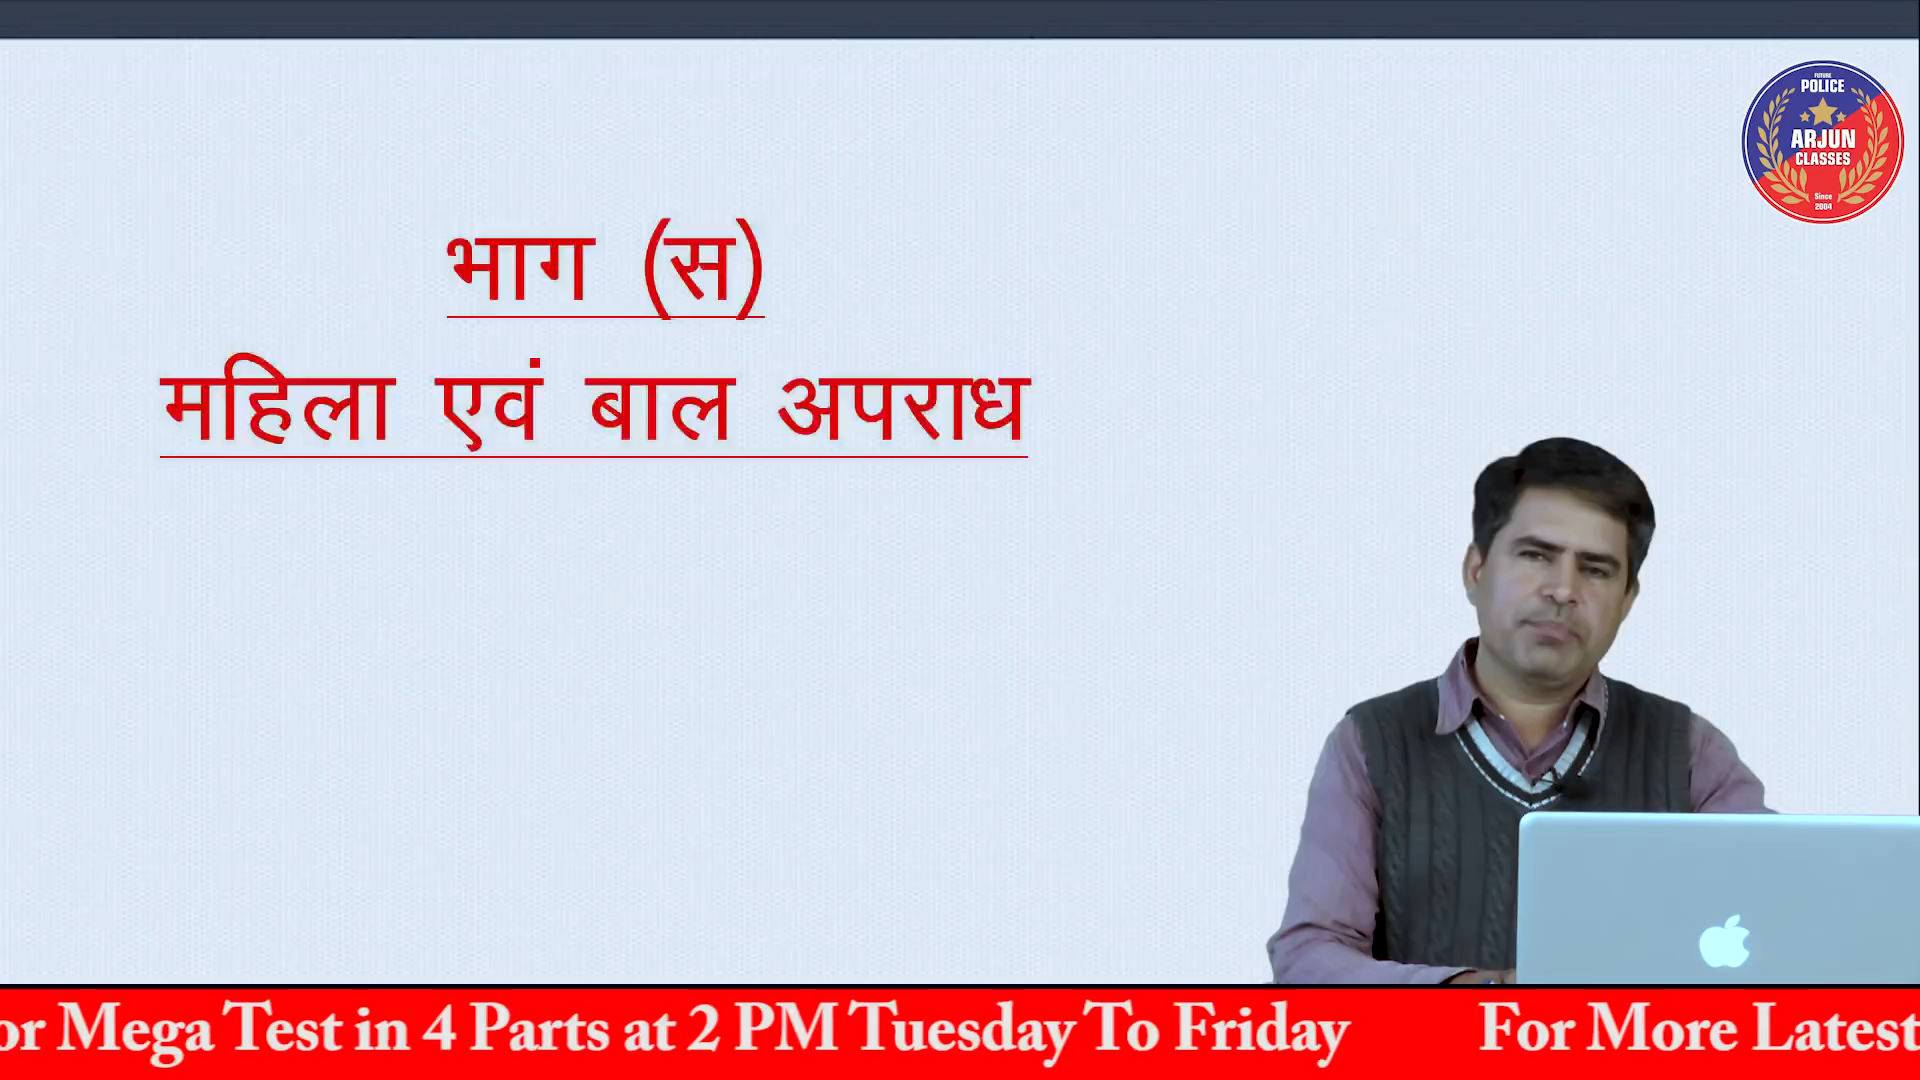 FUTURE
POLICE
ARJUN
CLASSES
Since
2004
भाग (स)
महिला एवं बाल अपराध
or Mega Test in 4 Parts at 2 PM Tuesday To Friday For More Latest